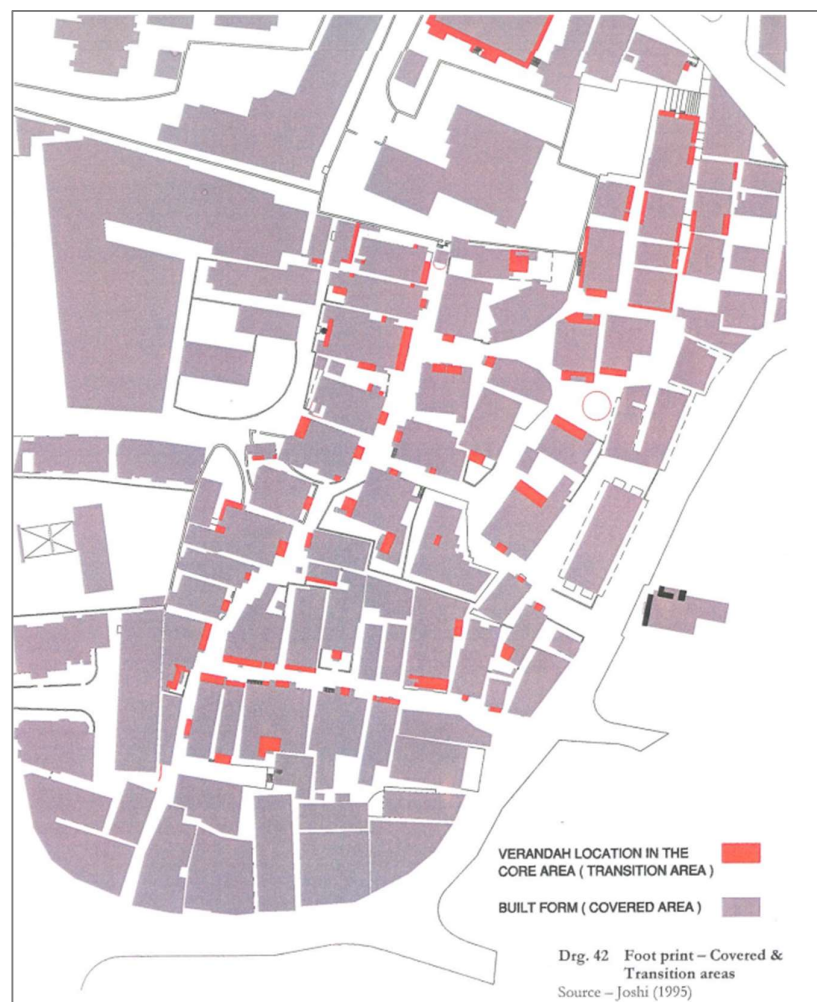 VERANDAH LOCATION IN THE
CORE AREA ( TRANSITION AREA )
BUILT FORM ( COVERED AREA )
Drg. 42 Foot print – Covered &
Transition areas
Source – Joshi (1995)